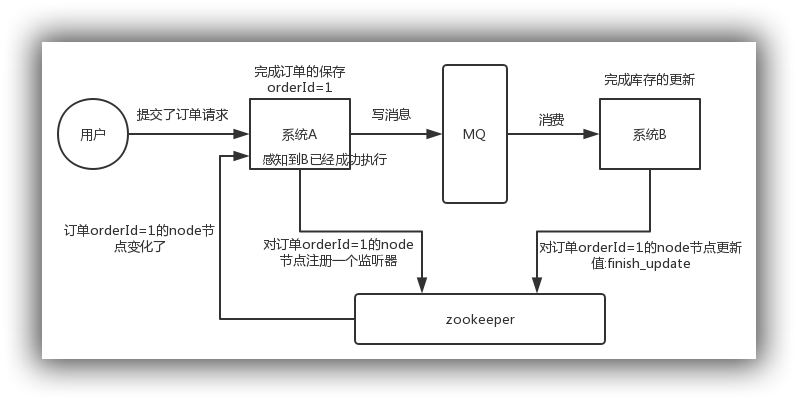 完成订单的保存
orderId=1
完成库存的更新
提交了订单请求
写消息
消费
用户
系统A
MQ
系统B
感知到B已经成功执行
订单orderId=1的node节
点变化了
对订单orderId=1的node
节点注册一个监听器
对订单orderId=1的node节点更新
值:finish_update
zookeeper